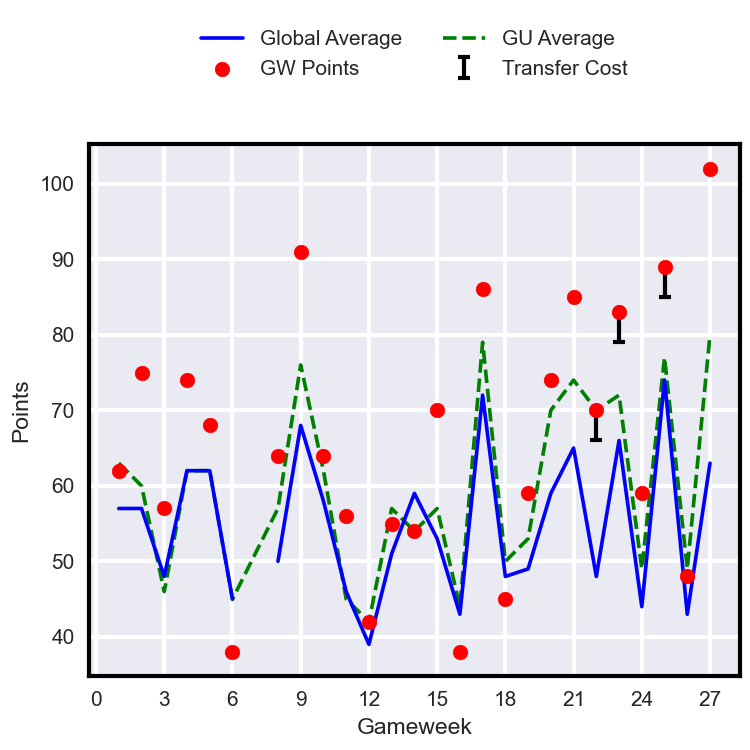 Global Average
GU Average
GW Points
Transfer Cost
100
90
80
70
60
50
40
Points
0 3 6 9 12 15 18 21 24 27
Gameweek